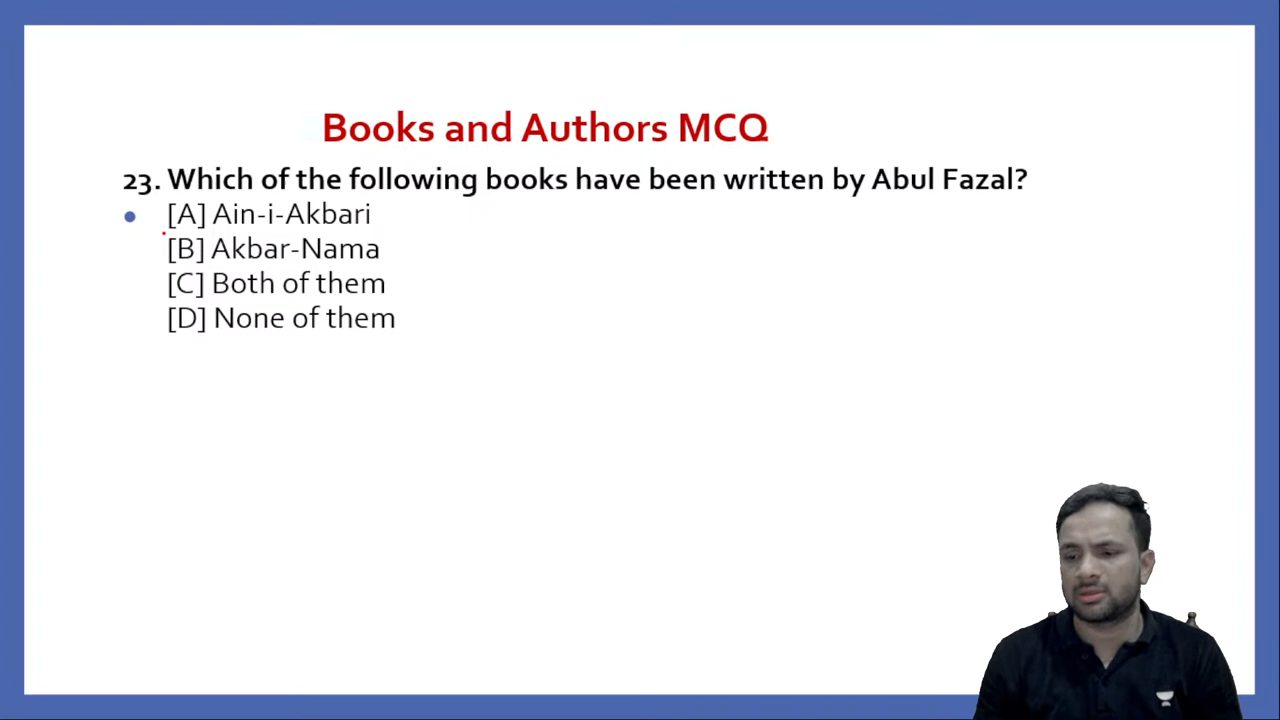 Books and Authors MCQ
23. Which of the following books have been written by Abul Fazal?
[A] Ain-i-Akbari
[B] Akbar-Nama
[C] Both of them
[D] None of them